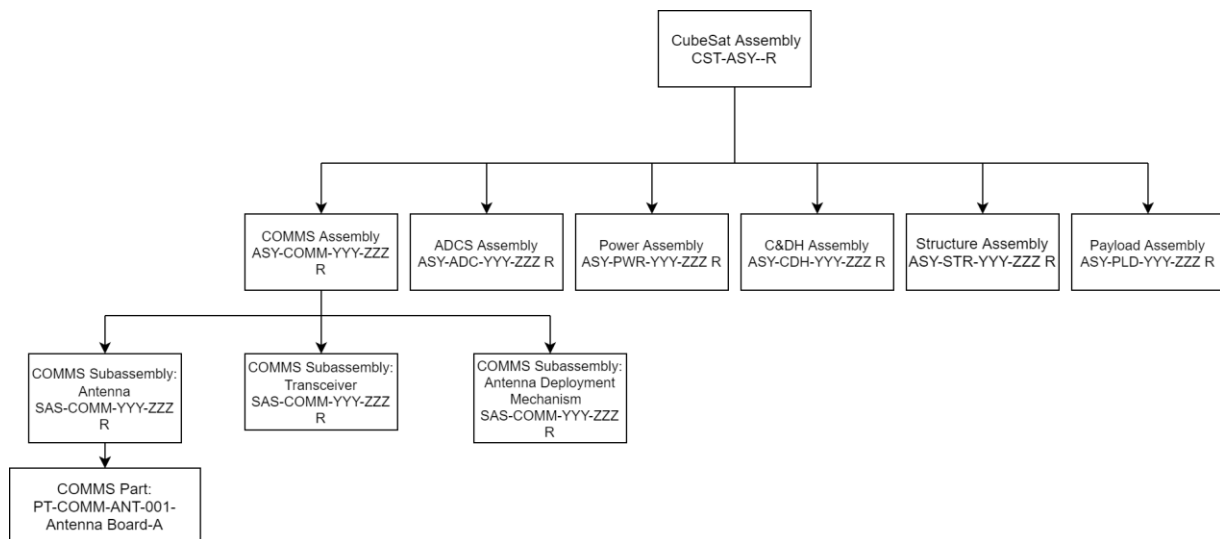 CubeSat Assembly
CST-ASY--R
COMMS Assembly
ASY-COMM-YYY-ZZZ
R
ADCS Assembly
ASY-ADC-YYY-ZZZ R
Power Assembly
ASY-PWR-YYY-ZZZ R
C&DH Assembly
ASY-CDH-YYY-ZZZ R
Structure Assembly
ASY-STR-YYY-ZZZ R
Payload Assembly
ASY-PLD-YYY-ZZZ R
COMMS Subassembly:
Antenna
SAS-COMM-YYY-ZZZ
R
COMMS Subassembly:
Transceiver
SAS-COMM-YYY-ZZZ
R
COMMS Subassembly:
Antenna Deployment
Mechanism
SAS-COMM-YYY-ZZZ
R
COMMS Part:
PT-COMM-ANT-001-
Antenna Board-A